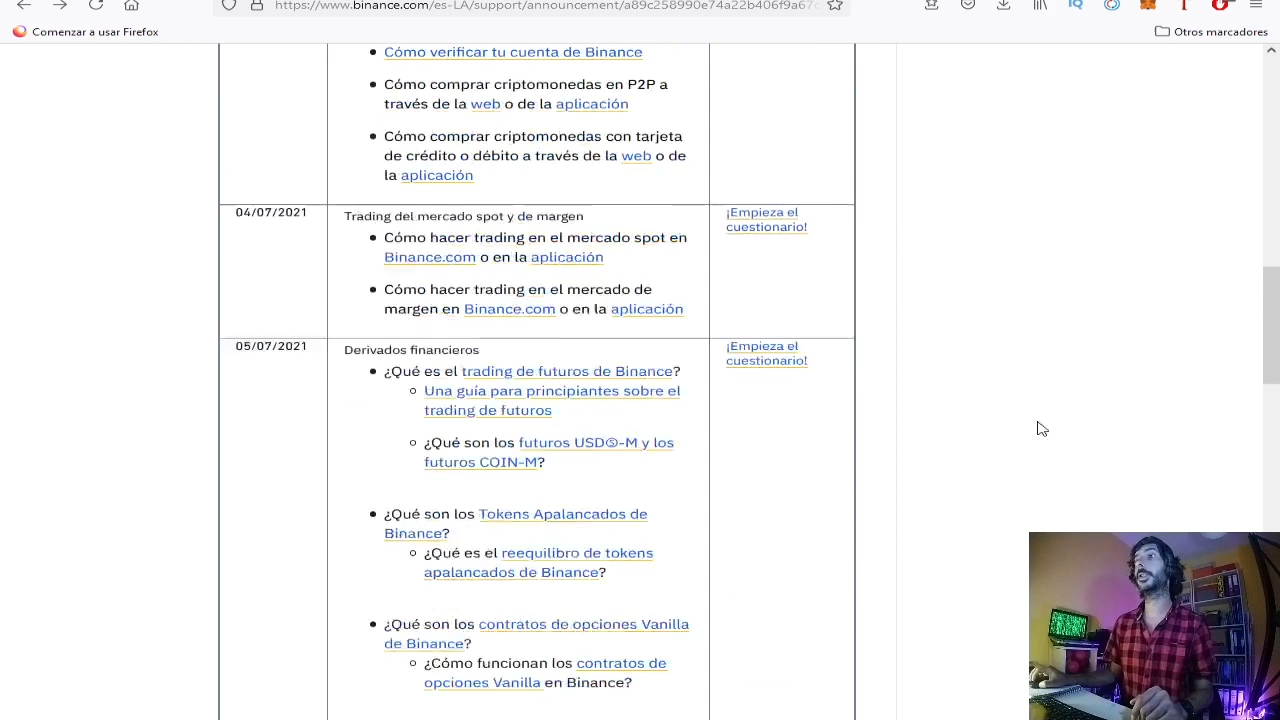 https://www.binance.com/es-LA/support/announcement/a89c258990e74a22b406f9a67c
Comenzar a usar Firefox
Otros marcadores
Cómo verificar tu cuenta de Binance
Cómo comprar criptomonedas en P2P a
través de la web o de la aplicación
Cómo comprar criptomonedas con tarjeta
de crédito o débito a través de la web o de
la aplicación
04/07/2021
Trading del mercado spot y de margen
Cómo hacer trading en el mercado spot en
Binance.com o en la aplicación
Cómo hacer trading en el mercado de
margen en Binance.com o en la aplicación
¡Empieza el
cuestionario!
05/07/2021
Derivados financieros
¿Qué es el trading de futuros de Binance?
Una guía para principiantes sobre el
trading de futuros
¿Qué son los futuros USDⓈ-M y los
futuros COIN-M?
¿Qué son los Tokens Apalancados de
Binance?
¿Qué es el reequilibro de tokens
apalancados de Binance?
¿Qué son los contratos de opciones Vanilla
de Binance?
¿Cómo funcionan los contratos de
opciones Vanilla en Binance?
¡Empieza el
cuestionario!